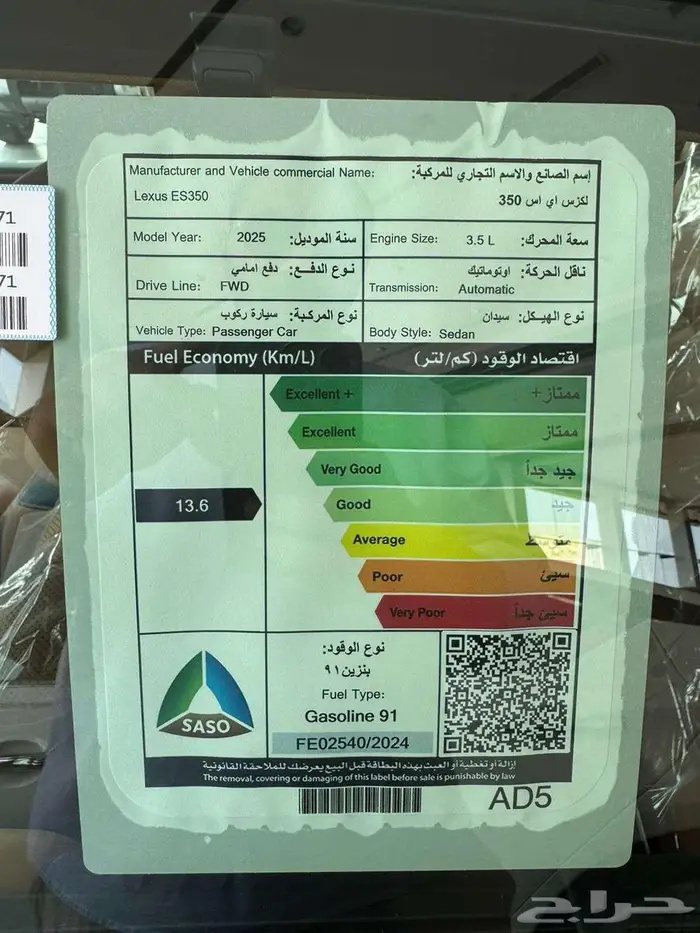 71
71
Manufacturer and Vehicle commercial Name: إسم الصانع والاسم التجاري للمركبة:
Lexus ES350 لكزس اي اس 350
Model Year: 2025 سنة الموديل: Engine Size: 3.5 L سعة المحرك:
نوع الدفع: دفع امامي ناقل الحركة: اوتوماتيك
Drive Line: FWD Transmission: Automatic
نوع المركبة: سيارة ركوب نوع الهيكل: سيدان
Vehicle Type: Passenger Car Body Style: Sedan
Fuel Economy (Km/L) اقتصاد الوقود (كم/لتر)
Excellent + ممتاز+
Excellent ممتاز
Very Good جيد جداً
13.6 Good جيد
Average متوسط
Poor سيئ
Very Poor سيئ جداً
نوع الوقود:
بنزين ٩١
Fuel Type:
Gasoline 91
SASO
FE02540/2024
إزالة أو تغطية أو العبث بهذه البطاقة قبل البيع يعرضك للملاحقة القانونية
The removal, covering or damaging of this label before sale is punishable by law
AD5
حراج